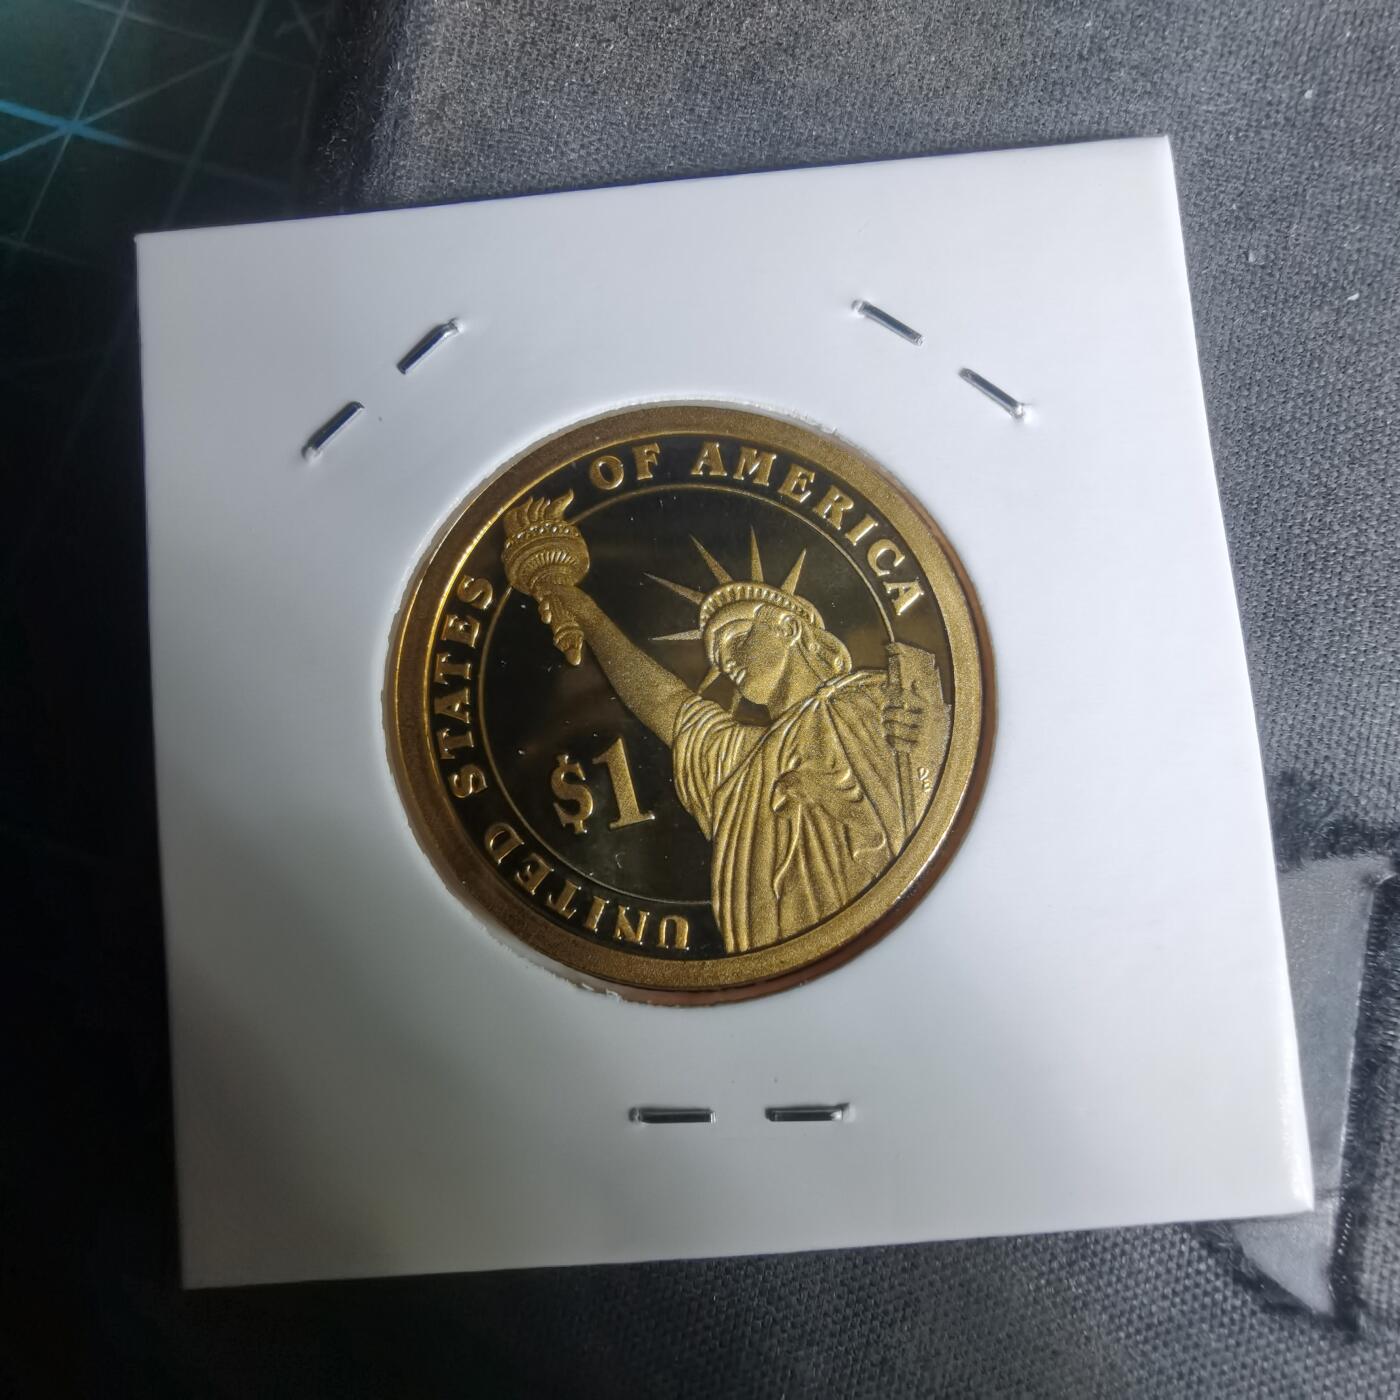 UNITED STATES OF AMERICA
$1